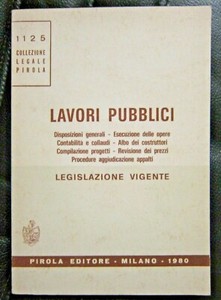 1125
COLLEZIONE
LEGALE
PIROLA
LAVORI PUBBLICI
Disposizioni generali - Esecuzione delle opere
Contabilità e collaudi - Albo dei costruttori
Compilazione progetti - Revisione dei prezzi
Procedure aggiudicazione appalti
LEGISLAZIONE VIGENTE
PIROLA EDITORE - MILANO - 1980